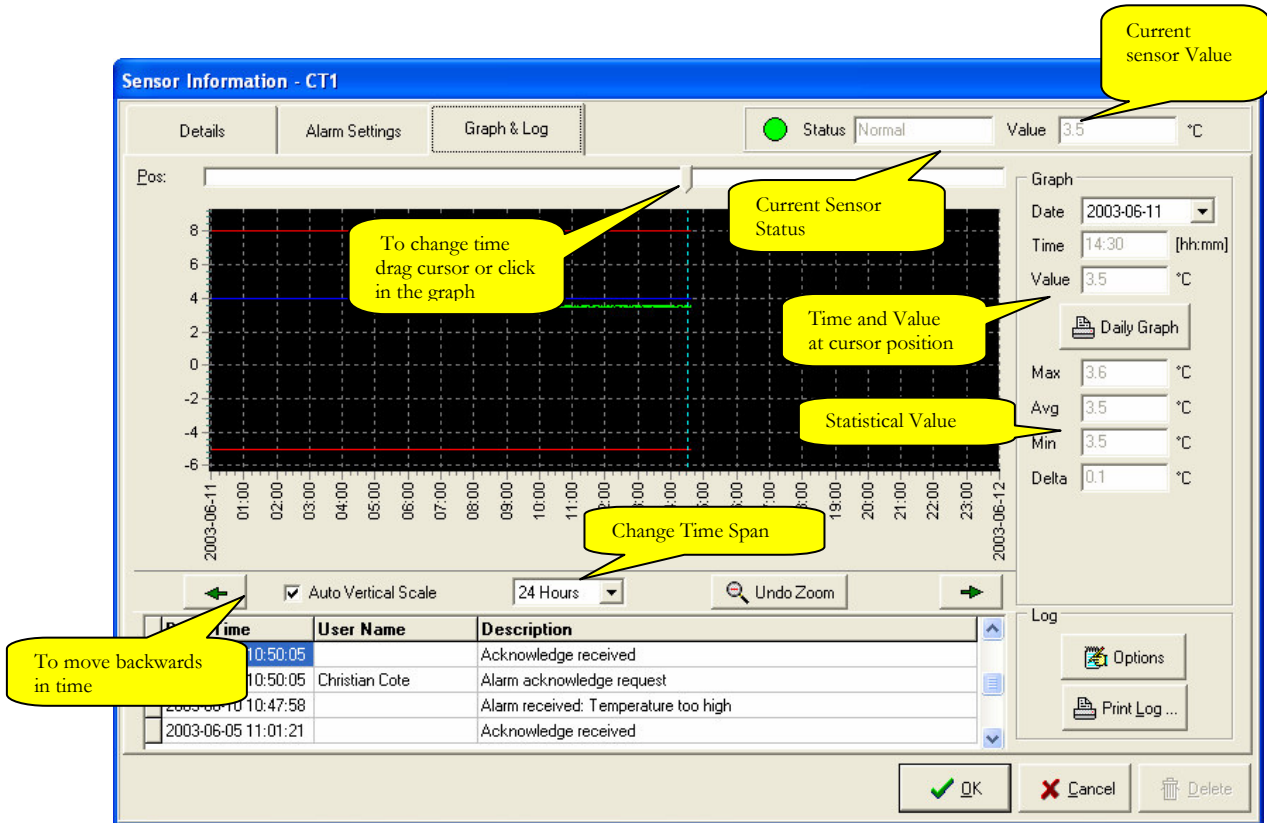 Current
sensor Value
Sensor Information - CT1
Details
Alarm Settings
Graph & Log
Status Normal
Value 3.5 °C
Pos:
Current Sensor
Status
To change time
drag cursor or click
in the graph
Time and Value
at cursor position
Statistical Value
8
6
4
2
0
-2
-4
-6
2003-06-11
01:00
02:00
03:00
04:00
05:00
06:00
07:00
08:00
09:00
10:00
11:00
20:00
21:00
22:00
23:00
2003-06-12
Graph
Date 2003-06-11
Time 14:30 [hh:mm]
Value 3.5 °C
Daily Graph
Max 3.6 °C
Avg 3.5 °C
Min 3.5 °C
Delta 0.1 °C
Change Time Span
Auto Vertical Scale
24 Hours
Undo Zoom
To move backwards
in time
Time User Name Description
10:50:05 Acknowledge received
10:50:05 Christian Cote Alarm acknowledge request
10:47:58 Alarm received: Temperature too high
2003-06-05 11:01:21 Acknowledge received
Log
Options
Print Log ...
OK
Cancel
Delete